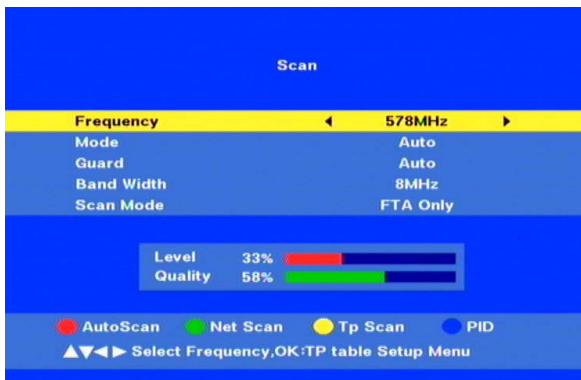 Scan
Frequency 578MHz
Mode Auto
Guard Auto
Band Width 8MHz
Scan Mode FTA Only
Level 33%
Quality 58%
AutoScan Net Scan Tp Scan PID
▲▼◀ ▶ Select Frequency,OK:TP table Setup Menu